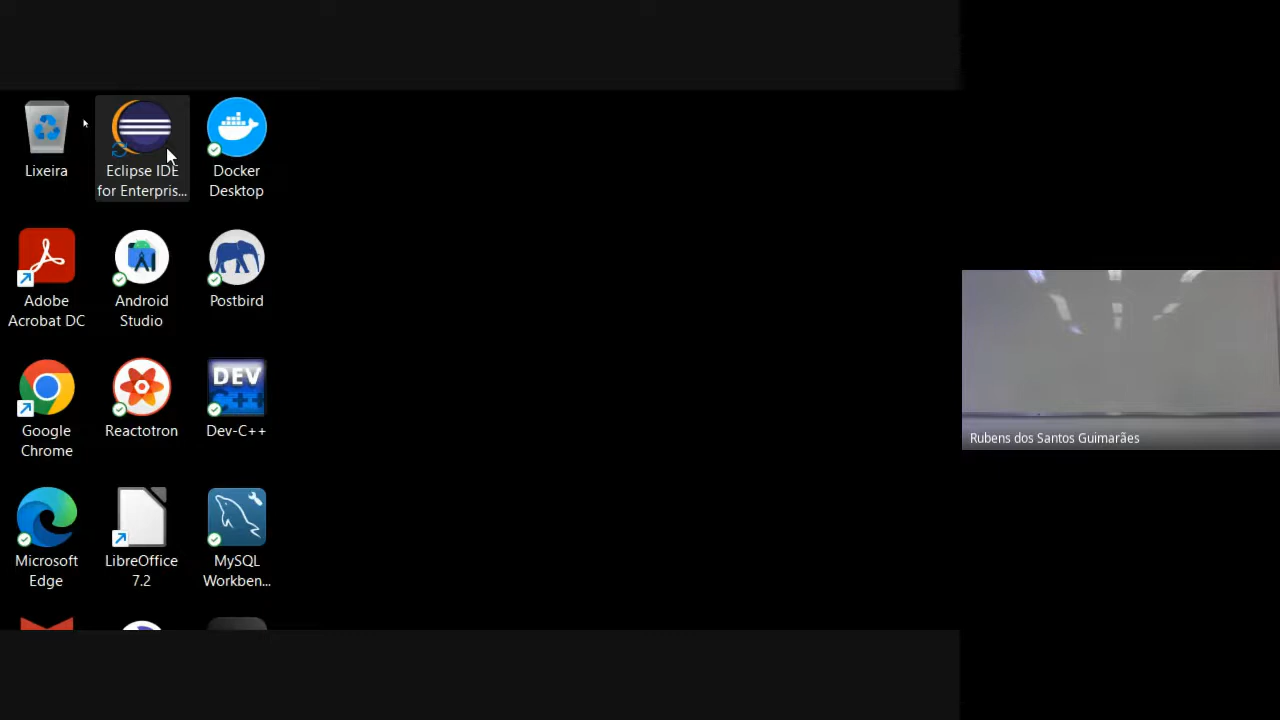 Lixeira
Eclipse IDE
for Enterpris...
Docker
Desktop
Adobe
Acrobat DC
Android
Studio
Postbird
Google
Chrome
Reactotron
DEV
C++
Dev-C++
Microsoft
Edge
LibreOffice
7.2
MySQL
Workben...
Rubens dos Santos Guimarães